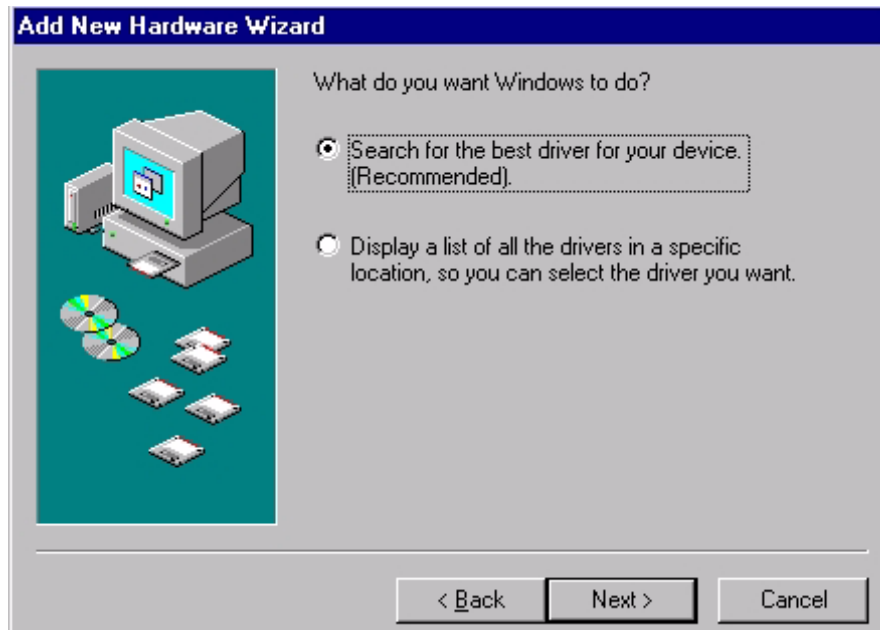 Add New Hardware Wizard
What do you want Windows to do?
Search for the best driver for your device.
(Recommended).
Display a list of all the drivers in a specific
location, so you can select the driver you want.
< Back
Next >
Cancel